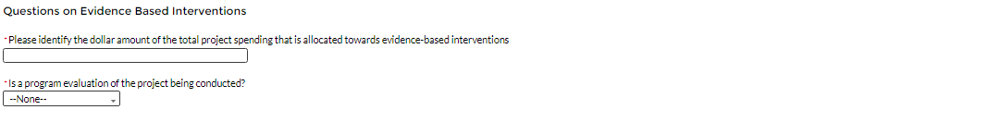 Questions on Evidence Based Interventions
*Please identify the dollar amount of the total project spending that is allocated towards evidence-based interventions
*Is a program evaluation of the project being conducted?
--None--